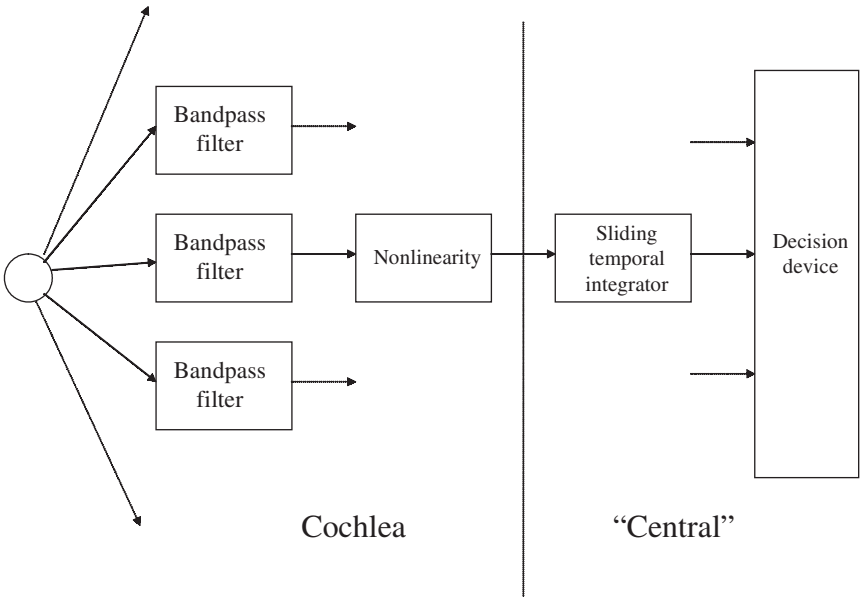 Bandpass
filter
Bandpass
filter
Nonlinearity
Sliding
temporal
integrator
Decision
device
Bandpass
filter
Cochlea
“Central”